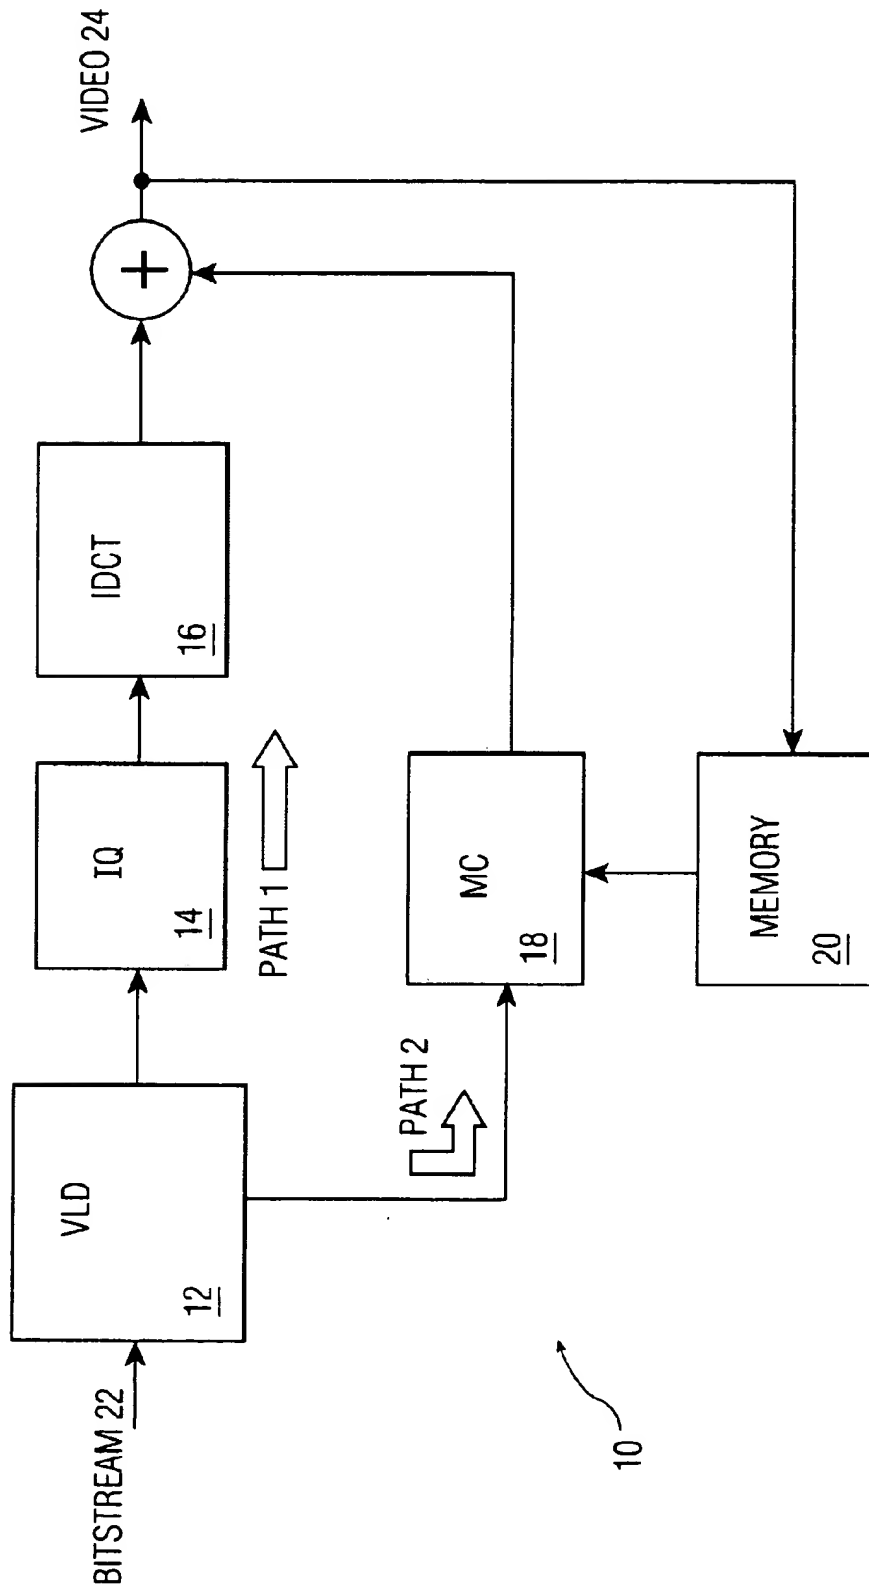 BITSTREAM 22
VLD
12
IQ
14
IDCT
16
+
VIDEO 24
PATH 1
PATH 2
MC
18
MEMORY
20
10